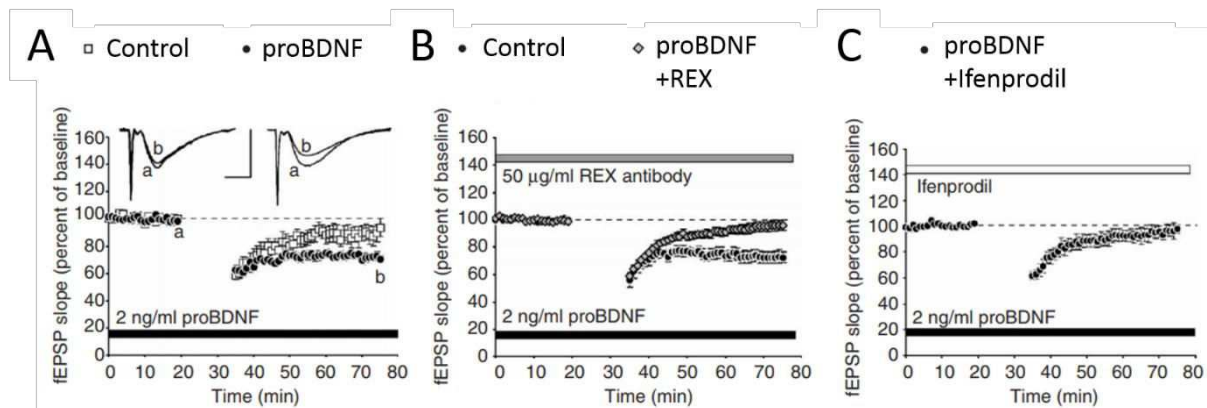 A
Control
proBDNF
fEPSP slope (percent of baseline)
160
140
120
100
80
60
40
20
0
b
a
b
a
a
b
2 ng/ml proBDNF
0 10 20 30 40 50 60 70 80
Time (min)
B
Control
proBDNF
+REX
fEPSP slope (percent of baseline)
160
140
120
100
80
60
40
20
0
50 μg/ml REX antibody
2 ng/ml proBDNF
0 10 20 30 40 50 60 70 80
Time (min)
C
proBDNF
+Ifenprodil
fEPSP slope (percent of baseline)
160
140
120
100
80
60
40
20
0
Ifenprodil
2 ng/ml proBDNF
0 10 20 30 40 50 60 70 80
Time (min)